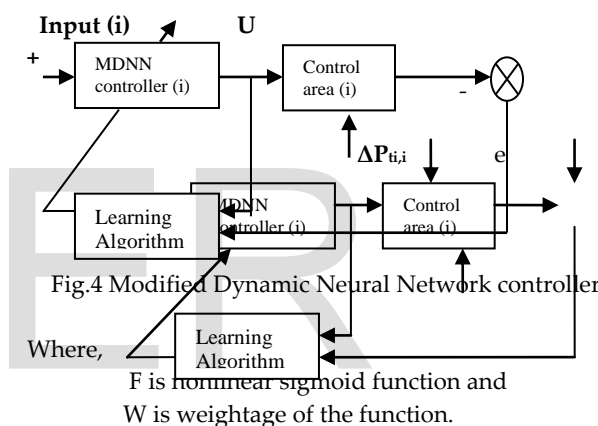 Input (i)
U
+
MDNN
controller (i)
Control
area (i)
-
ΔPti,i
e
Learning
Algorithm
MDNN
controller (i)
Control
area (i)
Fig.4 Modified Dynamic Neural Network controller
Learning
Algorithm
Where,
F is nonlinear sigmoid function and
W is weightage of the function.
ER